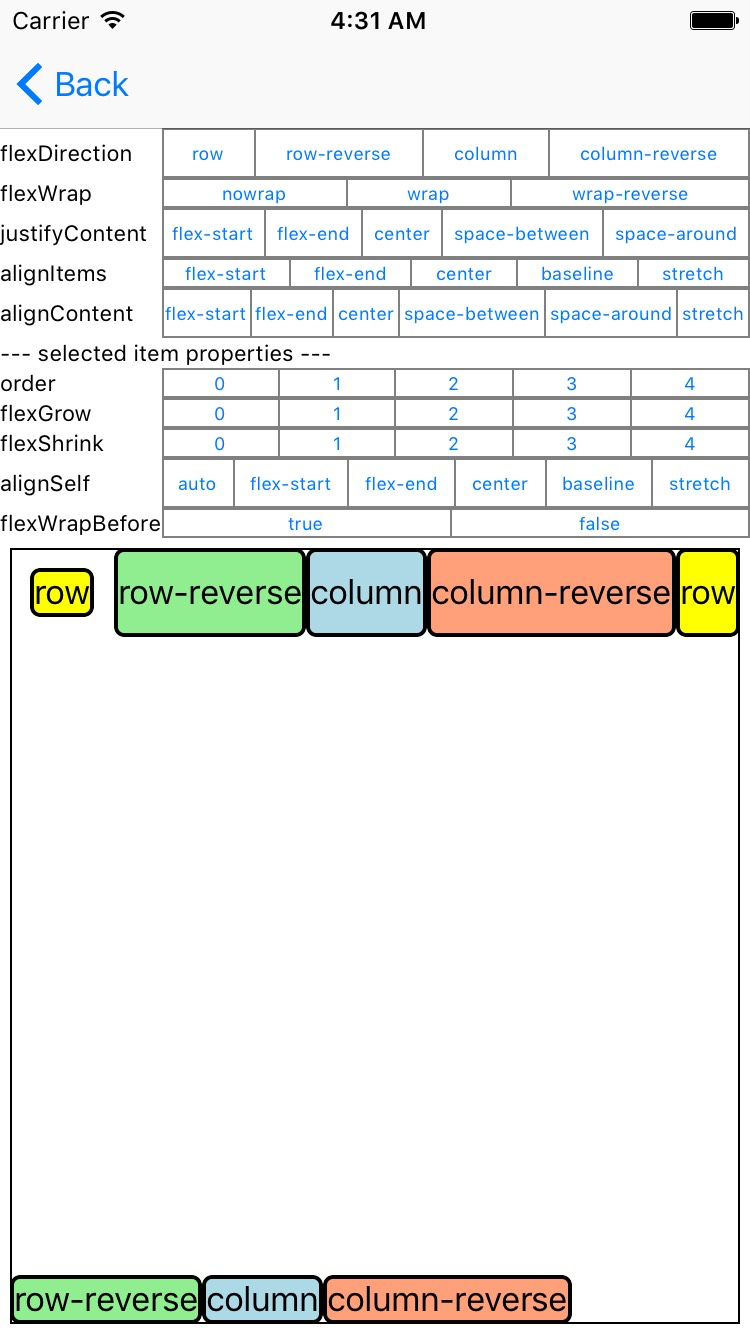 Carrier 4:31 AM
Back
flexDirection row row-reverse column column-reverse
flexWrap nowrap wrap wrap-reverse
justifyContent flex-start flex-end center space-between space-around
alignItems flex-start flex-end center baseline stretch
alignContent flex-start flex-end center space-between space-around stretch
--- selected item properties ---
order 0 1 2 3 4
flexGrow 0 1 2 3 4
flexShrink 0 1 2 3 4
alignSelf auto flex-start flex-end center baseline stretch
flexWrapBefore true false
row row-reverse column column-reverse row
row-reverse column column-reverse